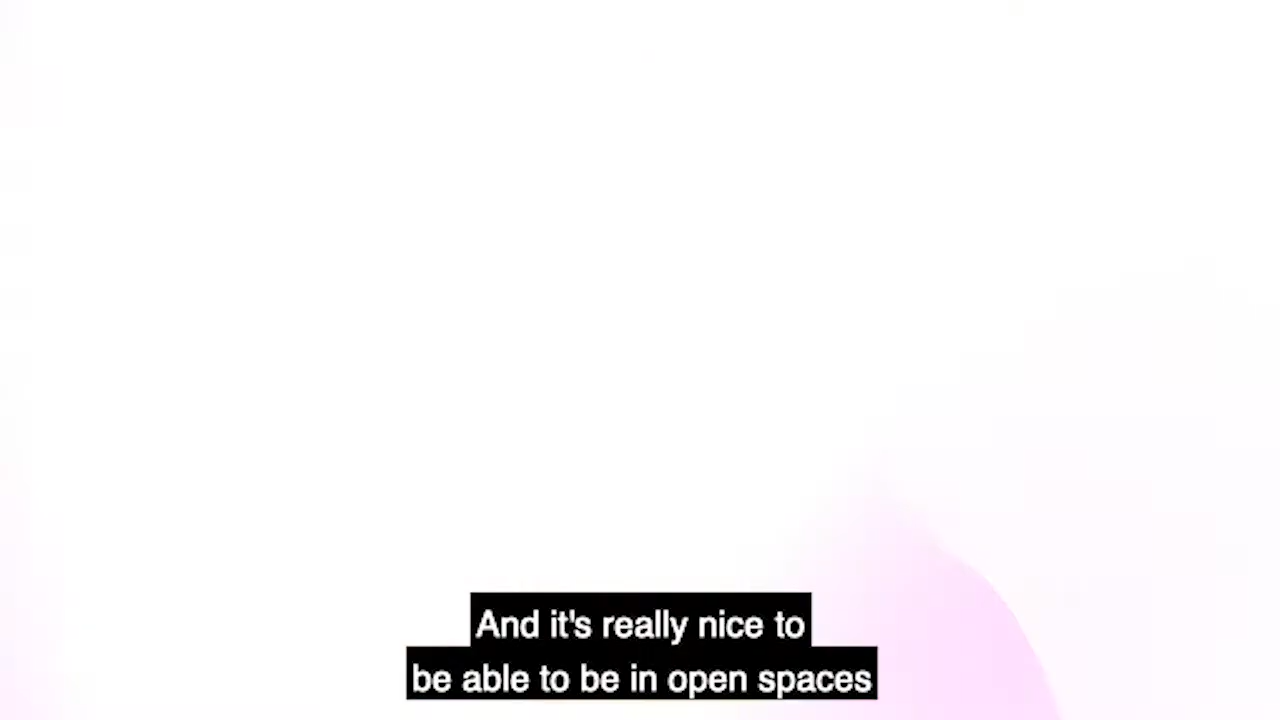 And it's really nice to
be able to be in open spaces